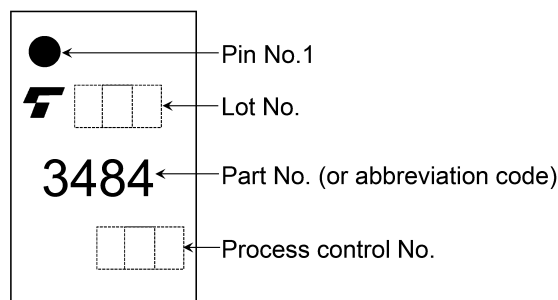 Pin No.1
Lot No.
3484 Part No. (or abbreviation code)
Process control No.